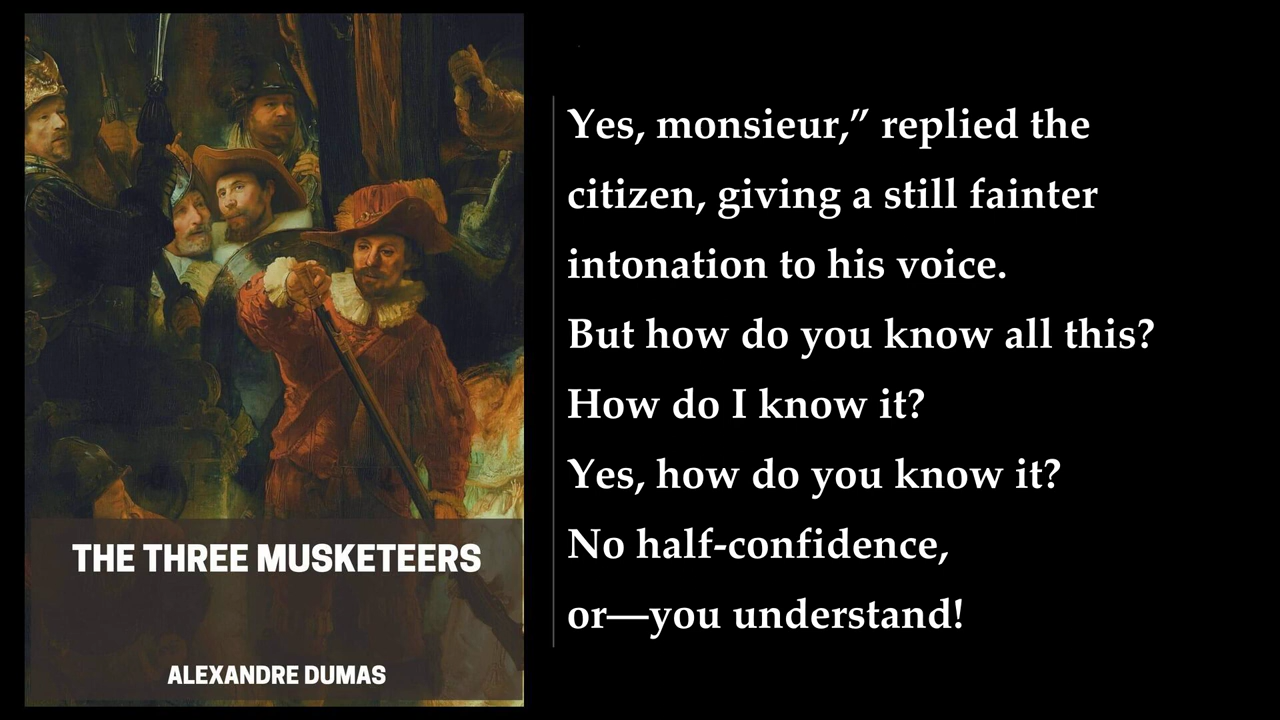 THE THREE MUSKETEERS
ALEXANDRE DUMAS
Yes, monsieur,” replied the
citizen, giving a still fainter
intonation to his voice.
But how do you know all this?
How do I know it?
Yes, how do you know it?
No half-confidence,
or—you understand!